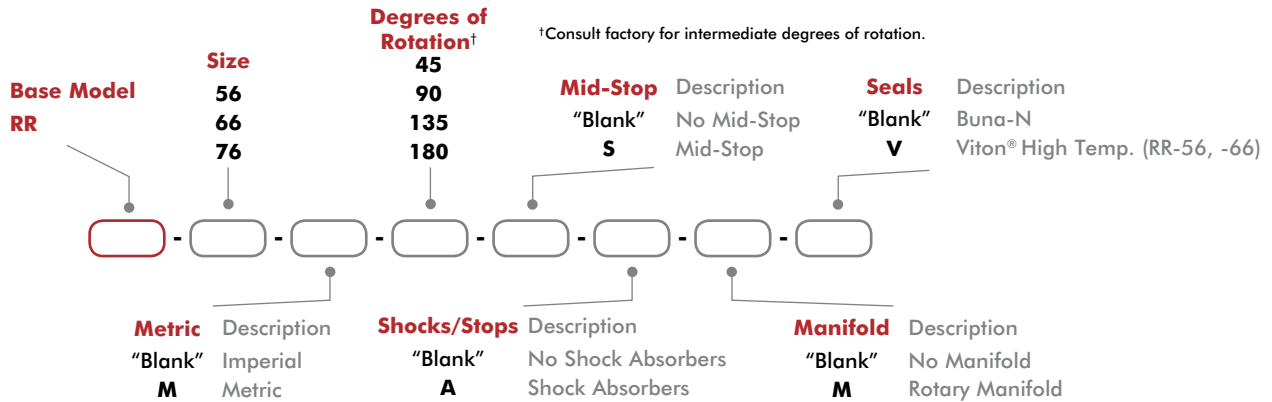 Degrees of
Rotation†
†Consult factory for intermediate degrees of rotation.
Size
45
Base Model
56
90
Mid-Stop Description
Seals Description
RR
66
135
"Blank" No Mid-Stop
"Blank" Buna-N
76
180
S Mid-Stop
V Viton® High Temp. (RR-56, -66)
- - - - - - -
Metric Description
Shocks/Stops Description
Manifold Description
"Blank" Imperial
"Blank" No Shock Absorbers
"Blank" No Manifold
M Metric
A Shock Absorbers
M Rotary Manifold